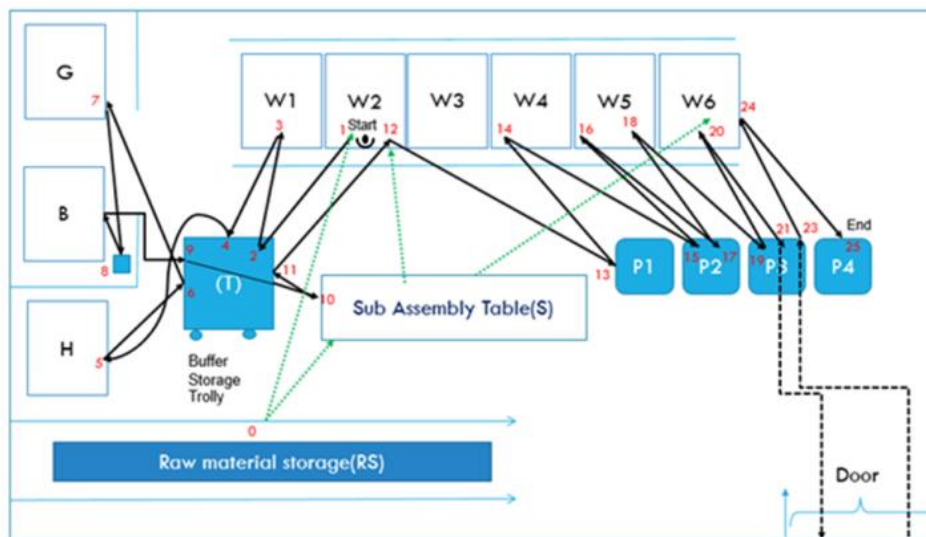 G
7
B
8
H
5
W1
3
W2
Start
1
12
W3
W4
14
W5
16
18
W6
20
24
4
2
9
6
(T)
11
10
Buffer
Storage
Trolly
Sub Assembly Table(S)
13
P1
P2
15
17
19
P3
21
23
End
25
P4
0
Raw material storage(RS)
Door